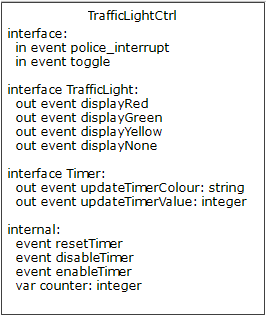 TrafficLightCtrl
interface:
in event police_interrupt
in event toggle
interface TrafficLight:
out event displayRed
out event displayGreen
out event displayYellow
out event displayNone
interface Timer:
out event updateTimerColour: string
out event updateTimerValue: integer
internal:
event resetTimer
event disableTimer
event enableTimer
var counter: integer